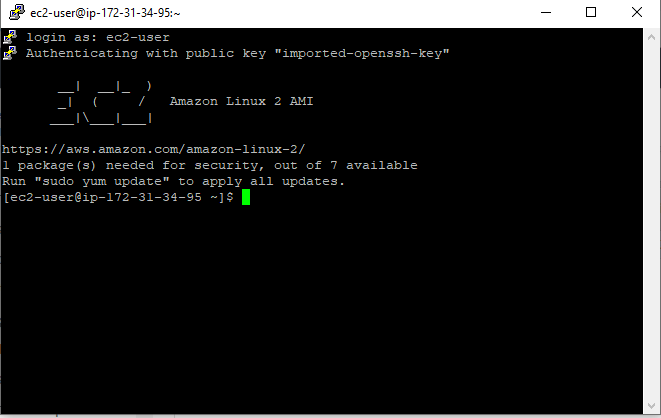 ec2-user@ip-172-31-34-95:~
login as: ec2-user
Authenticating with public key "imported-openssh-key"
       __|  __|_  )
       _|  (     /   Amazon Linux 2 AMI
      ___|\___|___|
https://aws.amazon.com/amazon-linux-2/
1 package(s) needed for security, out of 7 available
Run "sudo yum update" to apply all updates.
[ec2-user@ip-172-31-34-95 ~]$